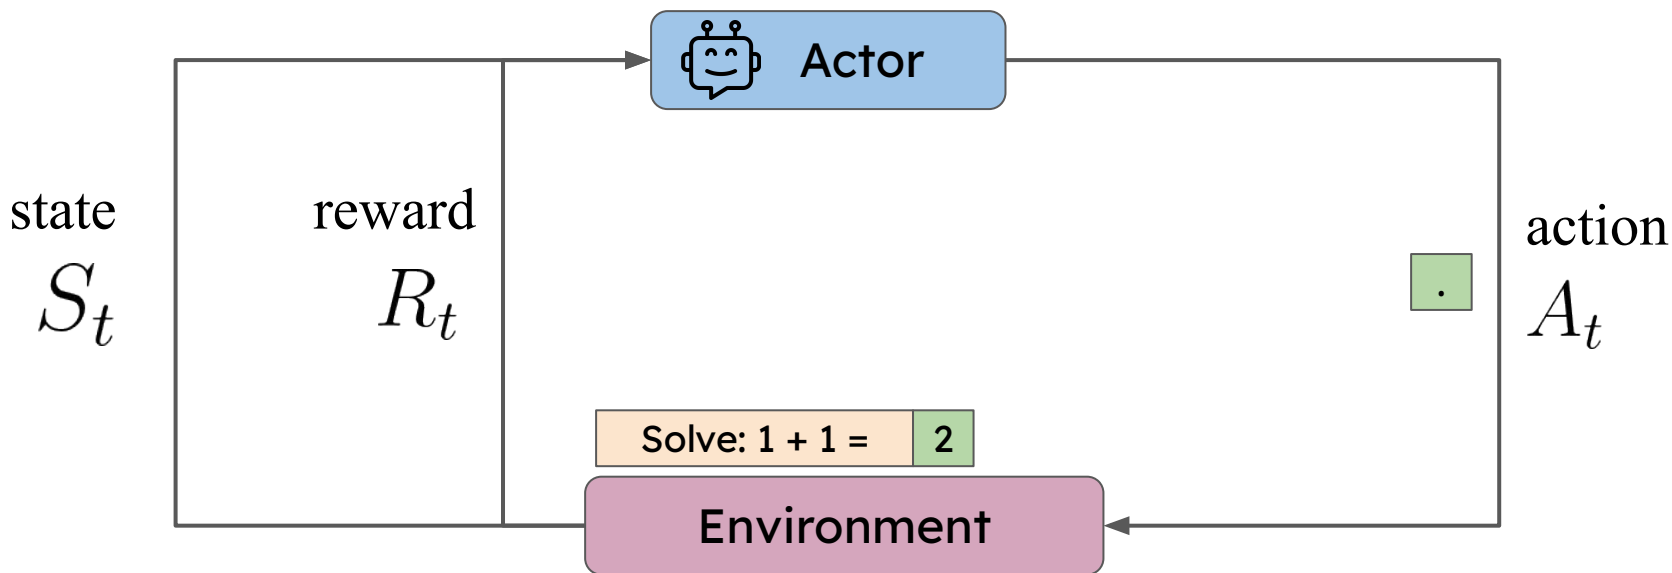 Actor
state
S_t
reward
R_t
action
A_t
.
Solve: 1 + 1 = 2
Environment